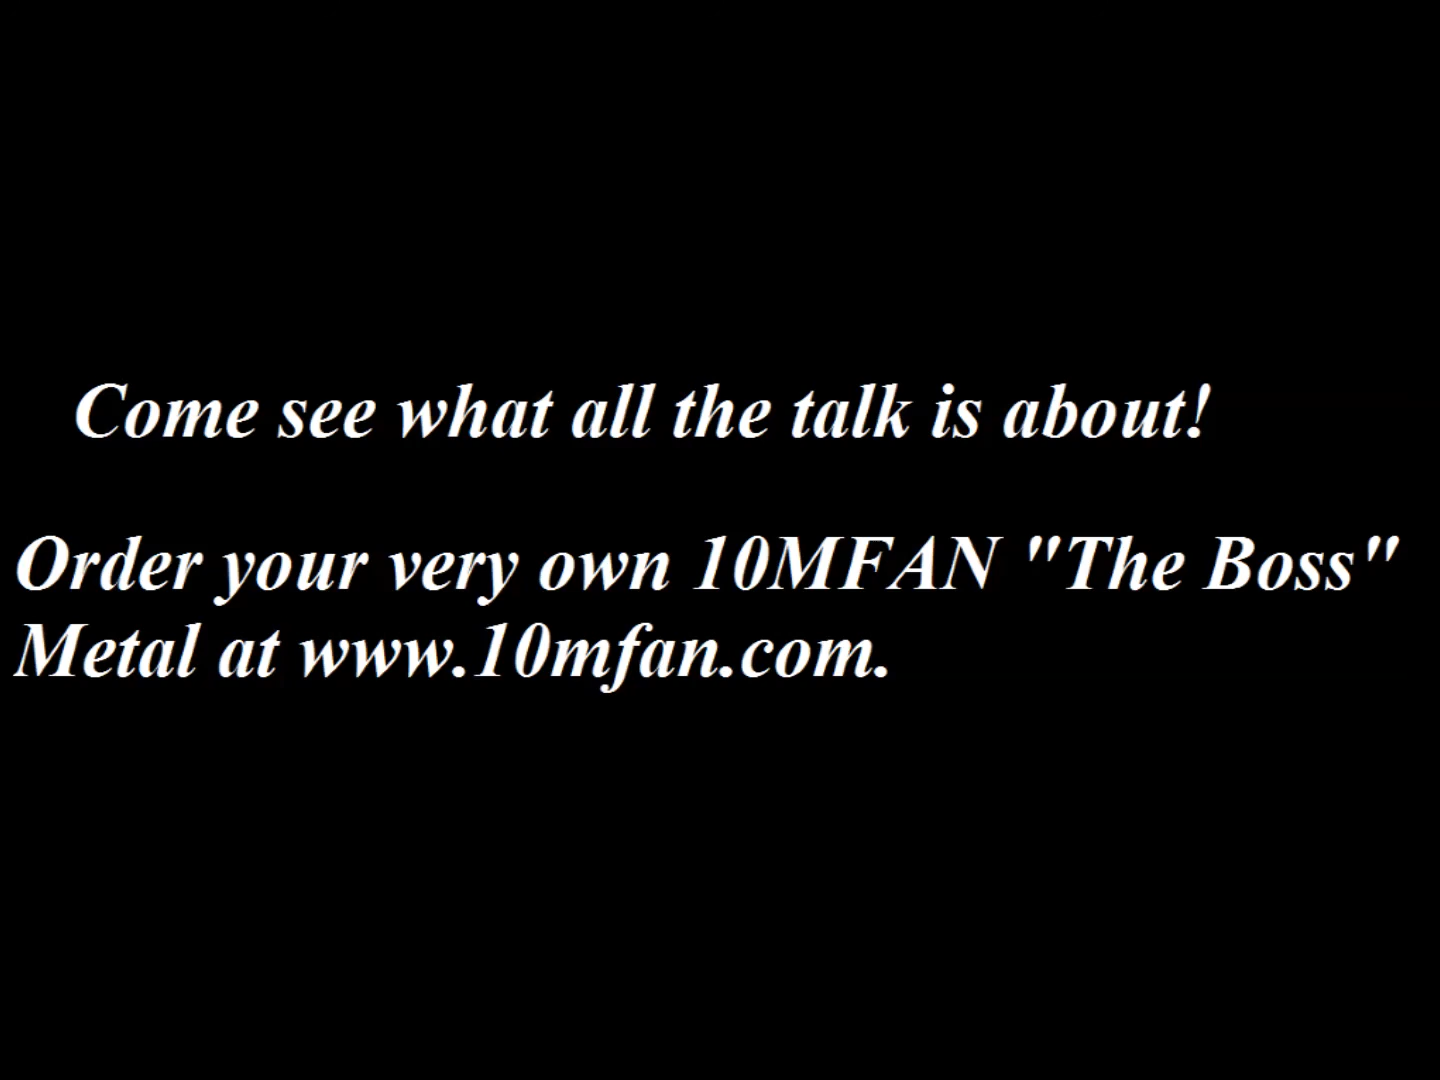 Come see what all the talk is about!
Order your very own 10MFAN "The Boss"
Metal at www.10mfan.com.